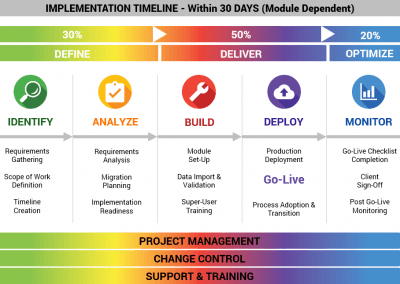 IMPLEMENTATION TIMELINE - Within 30 DAYS (Module Dependent)
30%
50%
20%
DEFINE
DELIVER
OPTIMIZE
IDENTIFY
ANALYZE
BUILD
DEPLOY
MONITOR
Requirements
Gathering
Scope of Work
Definition
Timeline
Creation
Requirements
Analysis
Migration
Planning
Implementation
Readiness
Module
Set-Up
Data Import &
Validation
Super-User
Training
Production
Deployment
Go-Live
Process Adoption &
Transition
Go-Live Checklist
Completion
Client
Sign-Off
Post Go-Live
Monitoring
PROJECT MANAGEMENT
CHANGE CONTROL
SUPPORT & TRAINING